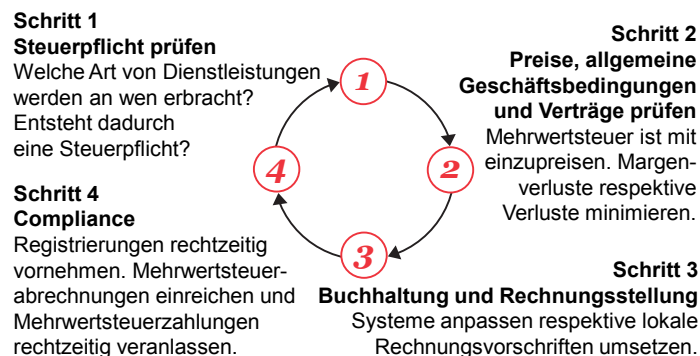 Schritt 1
Steuerpflicht prüfen
Welche Art von Dienstleistungen
werden an wen erbracht?
Entsteht dadurch
eine Steuerpflicht?
1
Schritt 2
Preise, allgemeine
Geschäftsbedingungen
und Verträge prüfen
Mehrwertsteuer ist mit
einzupreisen. Margen-
verluste respektive
Verluste minimieren.
2
4
3
Schritt 4
Compliance
Registrierungen rechtzeitig
vornehmen. Mehrwertsteuer-
abrechnungen einreichen und
Mehrwertsteuerzahlungen
rechtzeitig veranlassen.
Schritt 3
Buchhaltung und Rechnungsstellung
Systeme anpassen respektive lokale
Rechnungsvorschriften umsetzen.